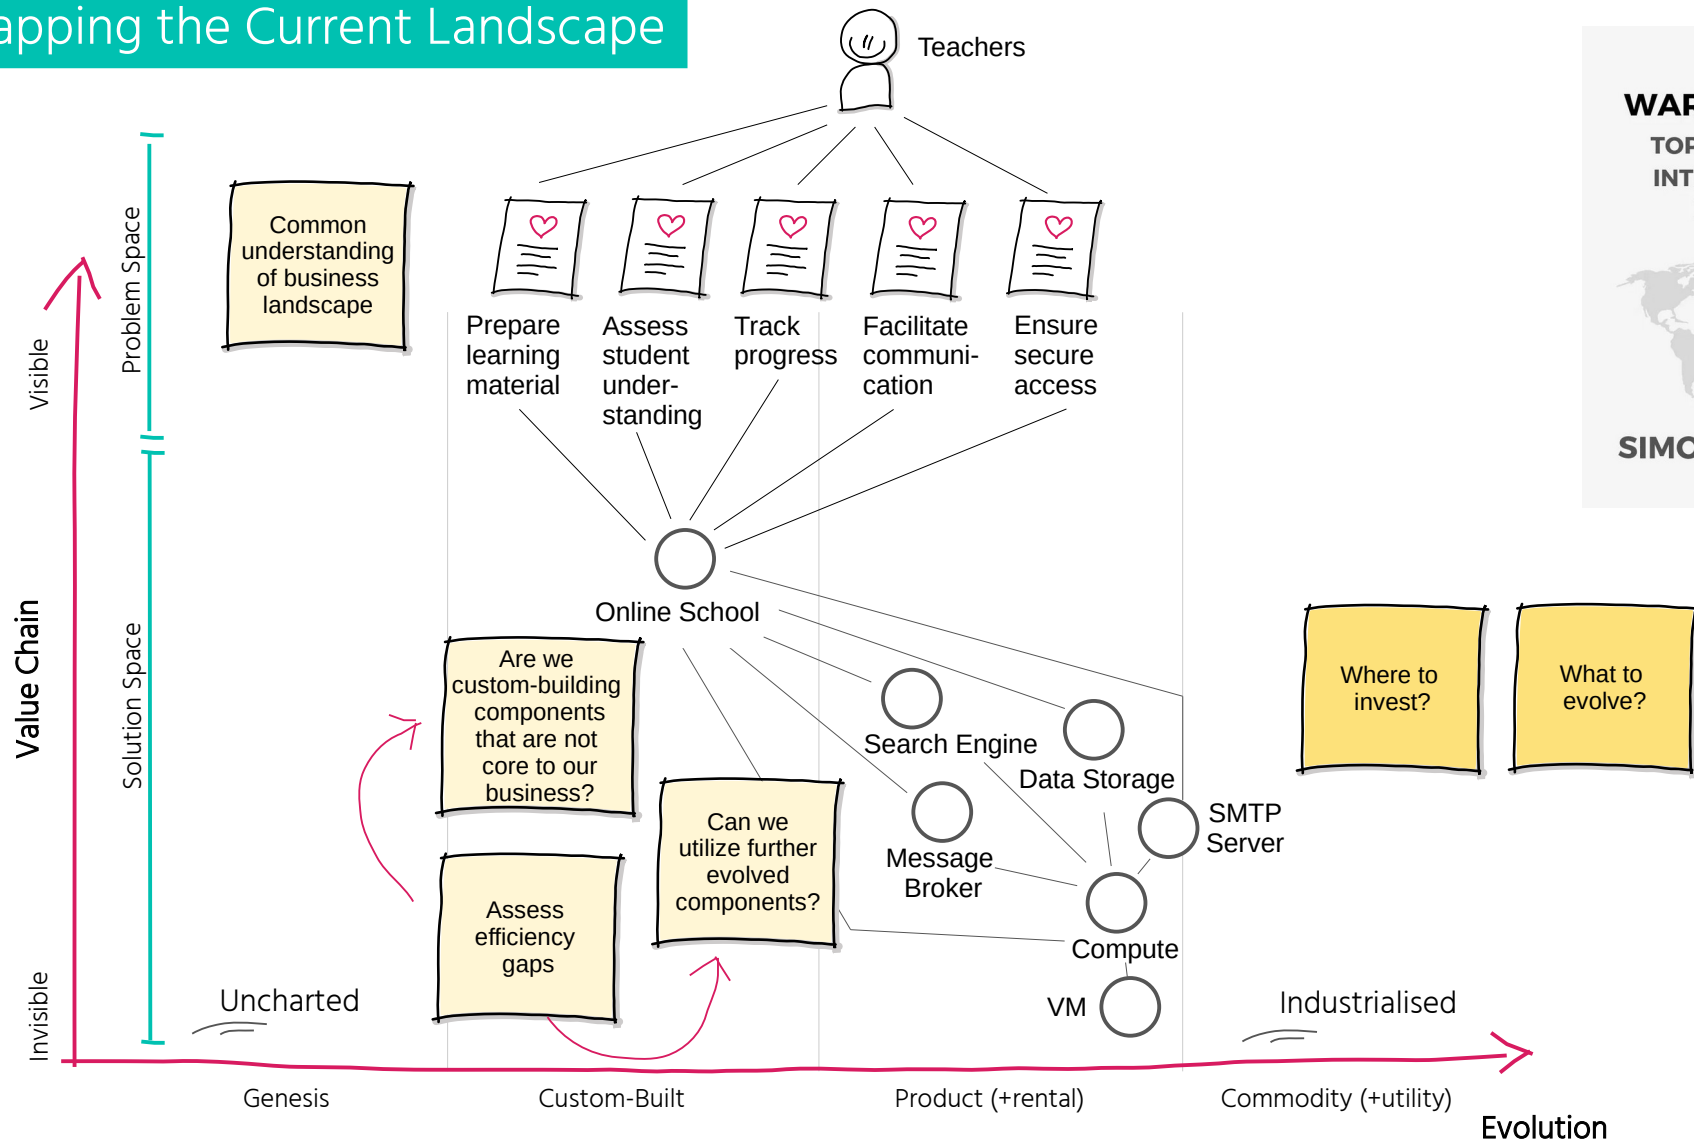 apping the Current Landscape
Teachers
WAR
TOP
INT
SIMO
Common
understanding
of business
landscape
Prepare
learning
material
Assess
student
under-
standing
Track
progress
Facilitate
communi-
cation
Ensure
secure
access
Visible
Problem Space
Value Chain
Solution Space
Invisible
Online School
Are we
custom-building
components
that are not
core to our
business?
Search Engine
Data Storage
Where to
invest?
What to
evolve?
Can we
utilize further
evolved
components?
Message
Broker
SMTP
Server
Assess
efficiency
gaps
Compute
VM
Uncharted
Industrialised
Genesis
Custom-Built
Product (+rental)
Commodity (+utility)
Evolution